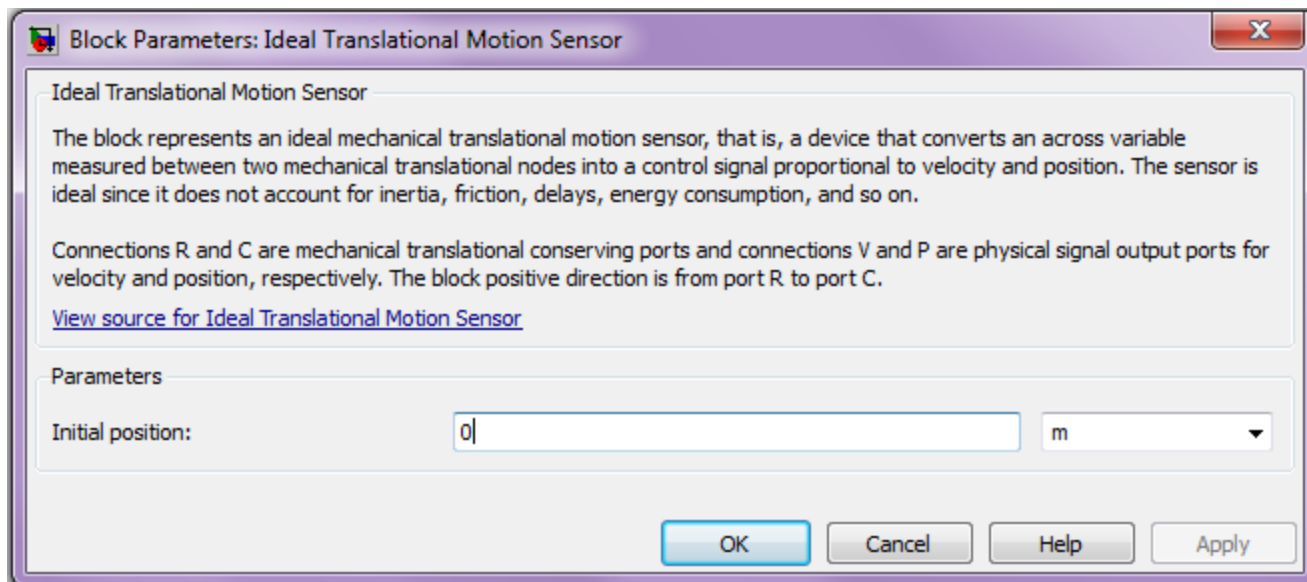 Block Parameters: Ideal Translational Motion Sensor
Ideal Translational Motion Sensor
The block represents an ideal mechanical translational motion sensor, that is, a device that converts an across variable
measured between two mechanical translational nodes into a control signal proportional to velocity and position. The sensor is
ideal since it does not account for inertia, friction, delays, energy consumption, and so on.
Connections R and C are mechanical translational conserving ports and connections V and P are physical signal output ports for
velocity and position, respectively. The block positive direction is from port R to port C.
View source for Ideal Translational Motion Sensor
Parameters
Initial position: 0 m
OK Cancel Help Apply